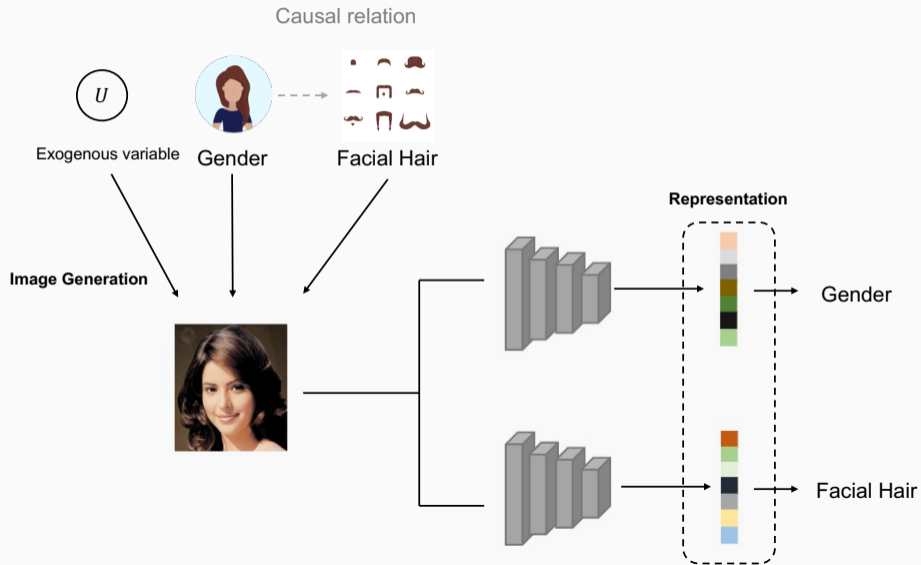 Causal relation
U
Exogenous variable
Gender
Facial Hair
Representation
Image Generation
Gender
Facial Hair